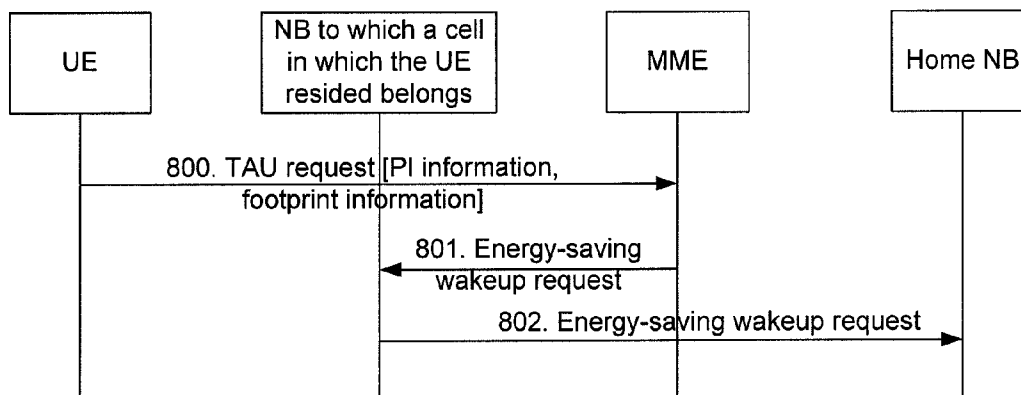 UE
NB to which a cell
in which the UE
resided belongs
MME
Home NB
800. TAU request [PI information,
footprint information]
801. Energy-saving
wakeup request
802. Energy-saving wakeup request